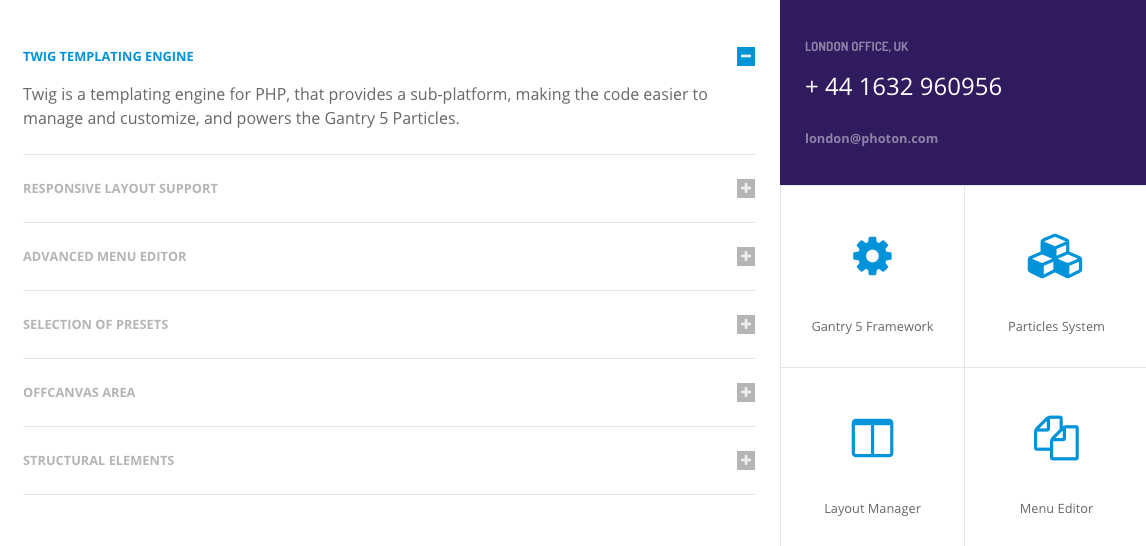 TWIG TEMPLATING ENGINE
Twig is a templating engine for PHP, that provides a sub-platform, making the code easier to
manage and customize, and powers the Gantry 5 Particles.
RESPONSIVE LAYOUT SUPPORT
ADVANCED MENU EDITOR
SELECTION OF PRESETS
OFFCANVAS AREA
STRUCTURAL ELEMENTS
LONDON OFFICE, UK
+ 44 1632 960956
london@photon.com
Gantry 5 Framework
Particles System
Layout Manager
Menu Editor